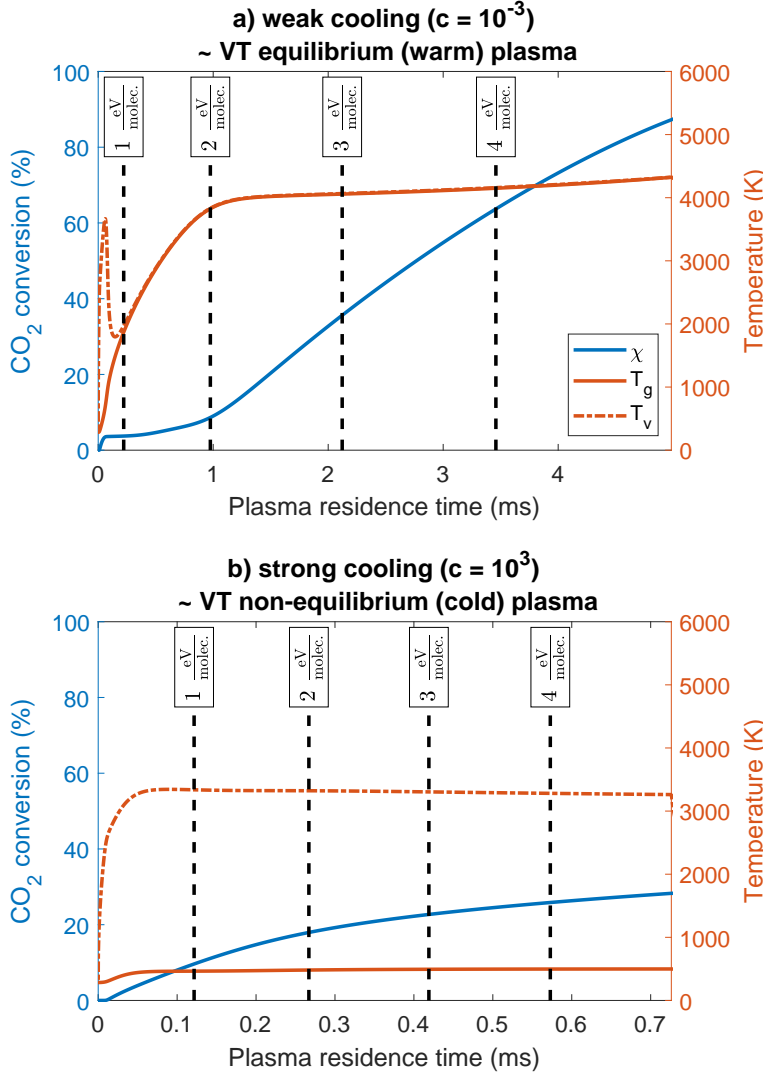 a) weak cooling (c = 10^-3)
~ VT equilibrium (warm) plasma
1 eV/molec.
2 eV/molec.
3 eV/molec.
4 eV/molec.
CO2 conversion (%)
100
80
60
40
20
0
6000
5000
4000
3000
2000
1000
0
Temperature (K)
χ
T_g
T_v
0 1 2 3 4
Plasma residence time (ms)
b) strong cooling (c = 10^3)
~ VT non-equilibrium (cold) plasma
1 eV/molec.
2 eV/molec.
3 eV/molec.
4 eV/molec.
CO2 conversion (%)
100
80
60
40
20
0
6000
5000
4000
3000
2000
1000
0
Temperature (K)
0 0.1 0.2 0.3 0.4 0.5 0.6 0.7
Plasma residence time (ms)